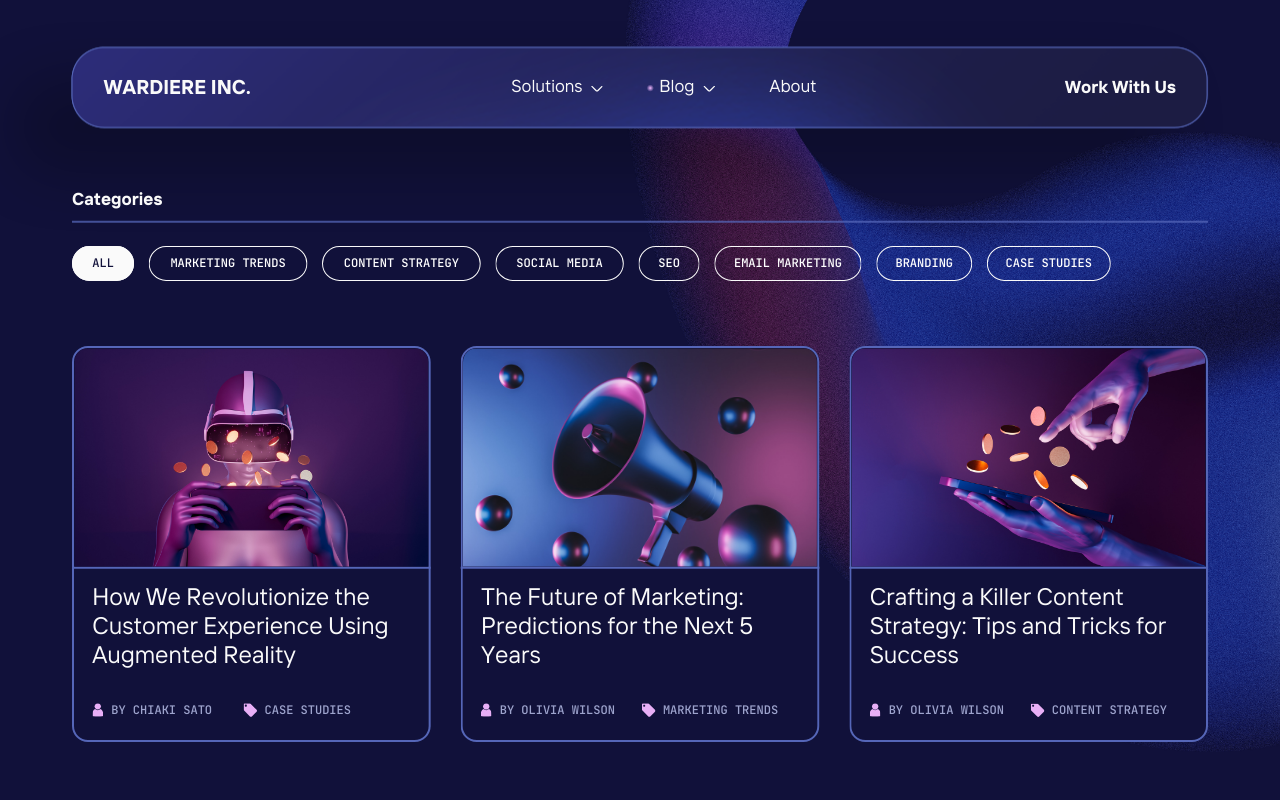 WARDIERE INC.
Solutions
Blog
About
Work With Us
Categories
ALL
MARKETING TRENDS
CONTENT STRATEGY
SOCIAL MEDIA
SEO
EMAIL MARKETING
BRANDING
CASE STUDIES
How We Revolutionize the
Customer Experience Using
Augmented Reality
BY CHIAKI SATO
CASE STUDIES
The Future of Marketing:
Predictions for the Next 5
Years
BY OLIVIA WILSON
MARKETING TRENDS
Crafting a Killer Content
Strategy: Tips and Tricks for
Success
BY OLIVIA WILSON
CONTENT STRATEGY